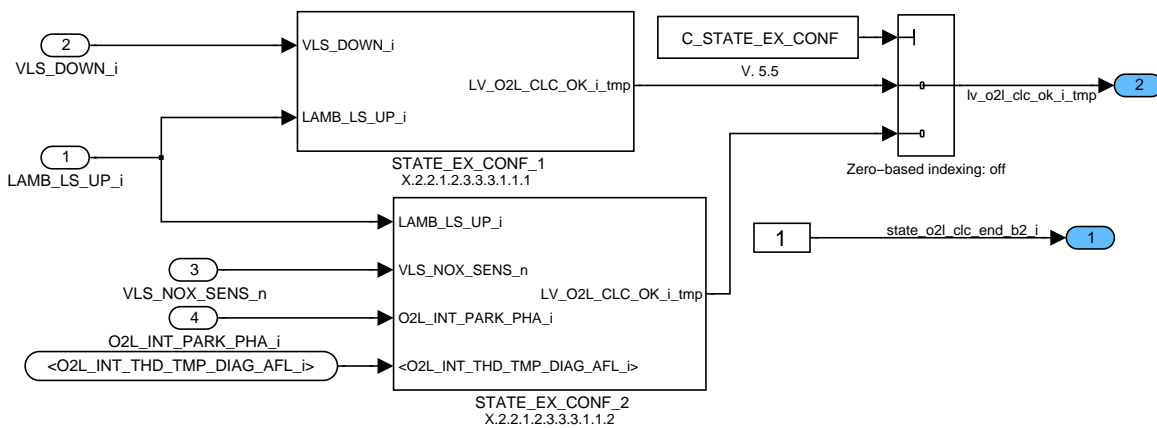 2
VLS_DOWN_i
1
LAMB_LS_UP_i
VLS_DOWN_i
LAMB_LS_UP_i
LV_O2L_CLC_OK_i_tmp
STATE_EX_CONF_1
X.2.2.1.2.3.3.3.1.1.1
C_STATE_EX_CONF
V. 5.5
lv_o2l_clc_ok_i_tmp
2
Zero−based indexing: off
3
VLS_NOX_SENS_n
4
O2L_INT_PARK_PHA_i
<O2L_INT_THD_TMP_DIAG_AFL_i>
LAMB_LS_UP_i
VLS_NOX_SENS_n
LV_O2L_CLC_OK_i_tmp
O2L_INT_PARK_PHA_i
<O2L_INT_THD_TMP_DIAG_AFL_i>
STATE_EX_CONF_2
X.2.2.1.2.3.3.3.1.1.2
1
state_o2l_clc_end_b2_i
1